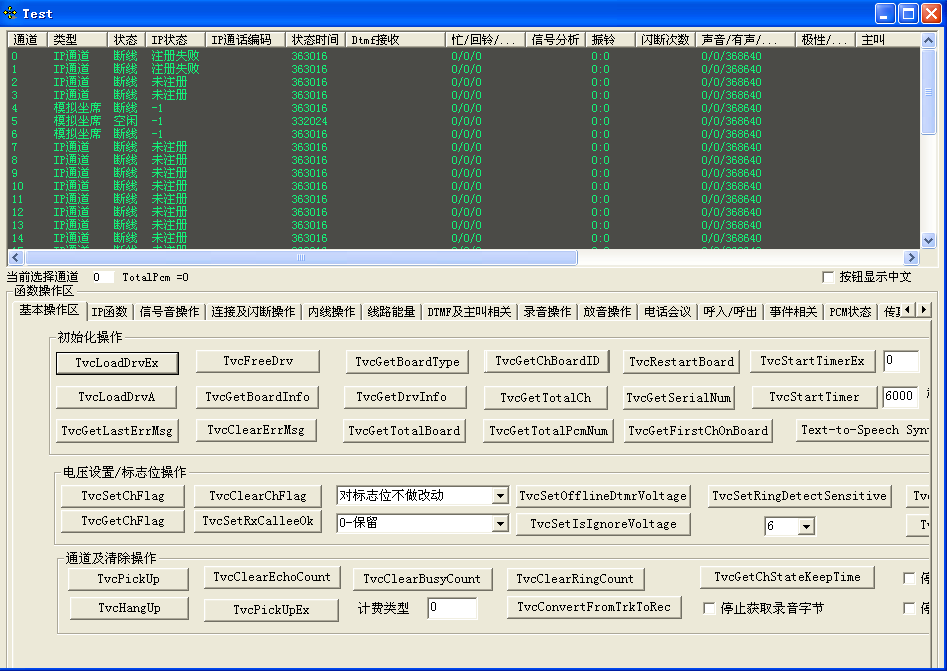 Test
通道 类型 状态 IP状态 IP通话编码 状态时间 Dtmf接收 忙/回铃/... 信号分析 振铃 闪断次数 声音/有声/... 极性/... 主叫
0 IP通道 断线 注册失败 363016 0/0/0 0:0 0/0/368640
1 IP通道 断线 注册失败 363016 0/0/0 0:0 0/0/368640
2 IP通道 断线 未注册 363016 0/0/0 0:0 0/0/368640
3 IP通道 断线 未注册 363016 0/0/0 0:0 0/0/368640
4 模拟坐席 断线 -1 363016 0/0/0 0:0 0/0/368640
5 模拟坐席 空闲 -1 332024 0/0/0 0:0 0/0/368640
6 模拟坐席 断线 -1 363016 0/0/0 0:0 0/0/368640
7 IP通道 断线 未注册 363016 0/0/0 0:0 0/0/368640
8 IP通道 断线 未注册 363016 0/0/0 0:0 0/0/368640
9 IP通道 断线 未注册 363016 0/0/0 0:0 0/0/368640
10 IP通道 断线 未注册 363016 0/0/0 0:0 0/0/368640
11 IP通道 断线 未注册 363016 0/0/0 0:0 0/0/368640
12 IP通道 断线 未注册 363016 0/0/0 0:0 0/0/368640
13 IP通道 断线 未注册 363016 0/0/0 0:0 0/0/368640
14 IP通道 断线 未注册 363016 0/0/0 0:0 0/0/368640
当前选择通道 0 TotalPcm =0 按钮显示中文
函数操作区
基本操作区 IP函数 信号音操作 连接及闪断操作 内线操作 线路能量 DTMF及主叫相关 录音操作 放音操作 电话会议 呼入/呼出 事件相关 PCM状态
初始化操作
TvcLoadDrvEx TvcFreeDrv TvcGetBoardType TvcGetChBoardID TvcRestartBoard TvcStartTimerEx 0
TvcLoadDrvA TvcGetBoardInfo TvcGetDrvInfo TvcGetTotalCh TvcGetSerialNum TvcStartTimer 6000
TvcGetLastErrMsg TvcClearErrMsg TvcGetTotalBoard TvcGetTotalPcmNum TvcGetFirstChOnBoard Text-to-Speech Syn
电压设置/标志位操作
TvcSetChFlag TvcClearChFlag 对标志位不做改动 TvcSetOfflineDtmrVoltage TvcSetRingDetectSensitive Tv
TvcGetChFlag TvcSetRxCalleeOk 0-保留 TvcSetIsIgnoreVoltage 6
通道及清除操作
TvcPickUp TvcClearEchoCount TvcClearBusyCount TvcClearRingCount TvcGetChStateKeepTime 停
TvcHangUp TvcPickUpEx 计费类型 0 TvcConvertFromTrkToRec 停止获取录音字节 停